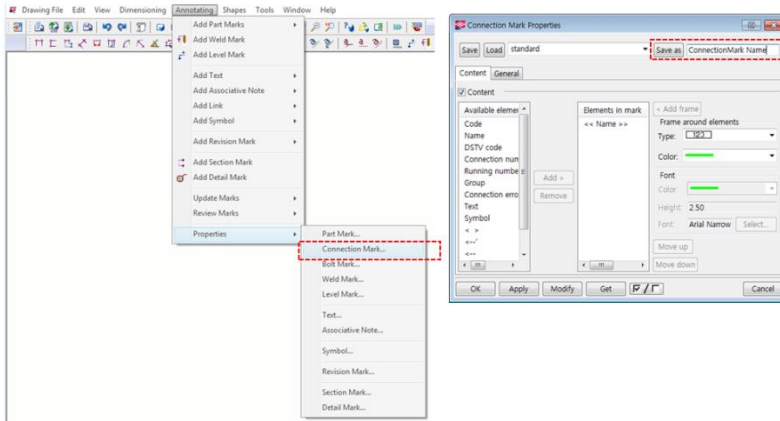 Drawing File Edit View Dimensioning Annotating Shapes Tools Window Help
Add Part Marks
Add Weld Mark
Add Level Mark
Add Text
Add Associative Note
Add Link
Add Symbol
Add Revision Mark
Add Section Mark
Add Detail Mark
Update Marks
Review Marks
Properties
Part Mark...
Connection Mark...
Bolt Mark...
Weld Mark...
Level Mark...
Text...
Associative Note...
Symbol...
Revision Mark...
Section Mark...
Detail Mark...
Connection Mark Properties
Save Load standard Save as ConnectionMark Name
Content General
Content
Available elemer
Code
Name
DSTV code
Connection num
Running numbe
Group
Connection erro
Text
Symbol
< >
<--'
<--
Add >
Remove
Elements in mark
<< Name >>
< Add frame
Frame around elements
Type: 123
Color:
Font
Color:
Height: 2.50
Font: Arial Narrow Select...
Move up
Move down
OK Apply Modify Get Cancel